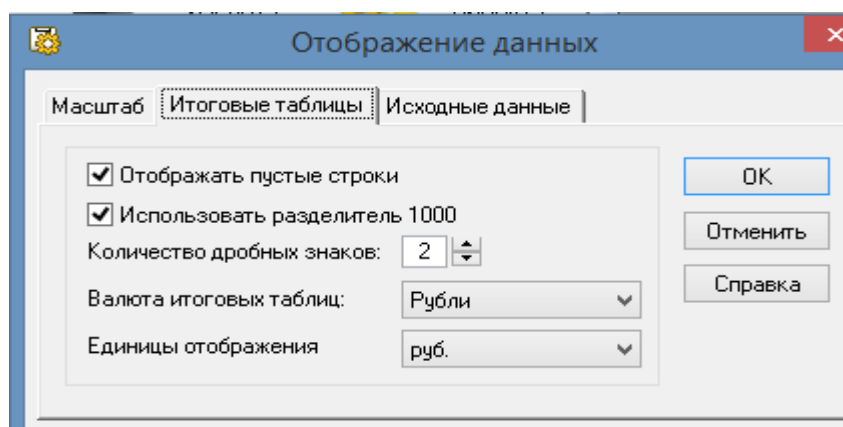 Отображение данных
Масштаб Итоговые таблицы Исходные данные
Отображать пустые строки
OK
Использовать разделитель 1000
Отменить
Количество дробных знаков: 2
Справка
Валюта итоговых таблиц: Рубли
Единицы отображения руб.